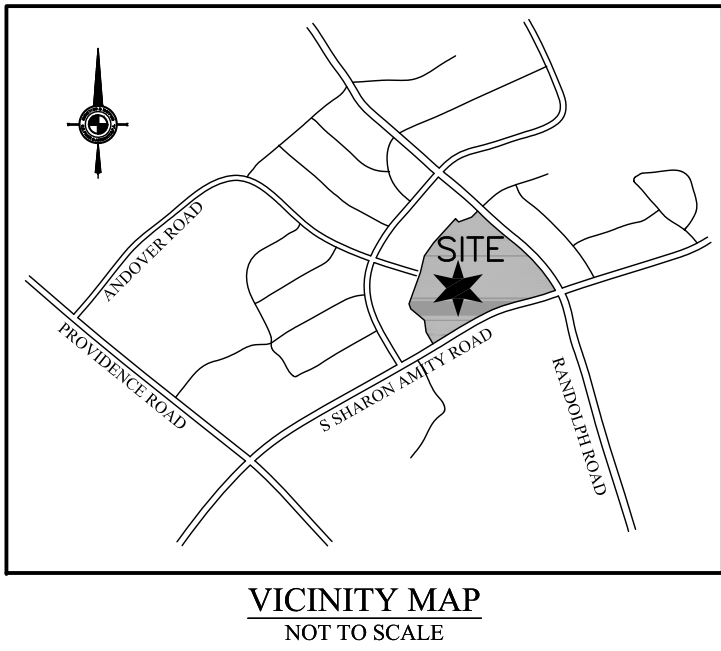 SITE
ANDOVER ROAD
PROVIDENCE ROAD
S SHARON AMITY ROAD
RANDOLPH ROAD
VICINITY MAP
NOT TO SCALE